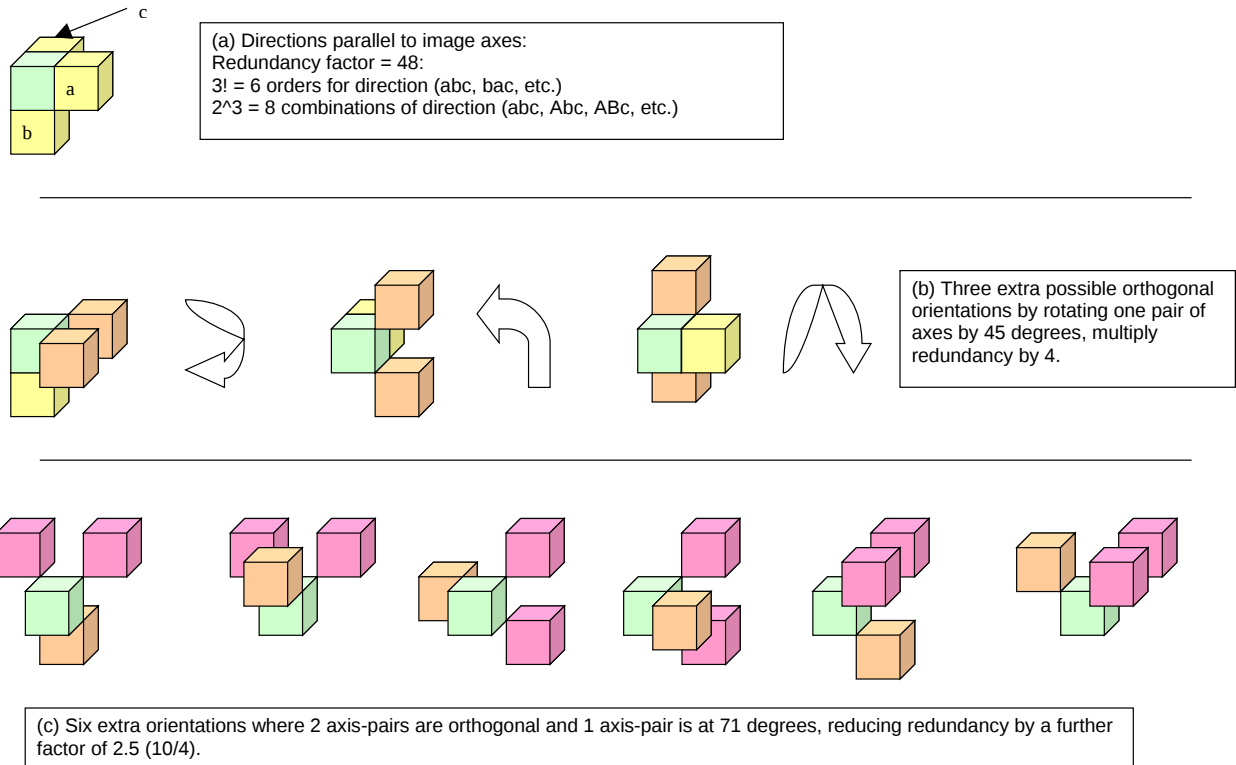 c
(a) Directions parallel to image axes:
Redundancy factor = 48:
3! = 6 orders for direction (abc, bac, etc.)
2^3 = 8 combinations of direction (abc, Abc, ABc, etc.)
a
b
(b) Three extra possible orthogonal
orientations by rotating one pair of
axes by 45 degrees, multiply
redundancy by 4.
(c) Six extra orientations where 2 axis-pairs are orthogonal and 1 axis-pair is at 71 degrees, reducing redundancy by a further
factor of 2.5 (10/4).